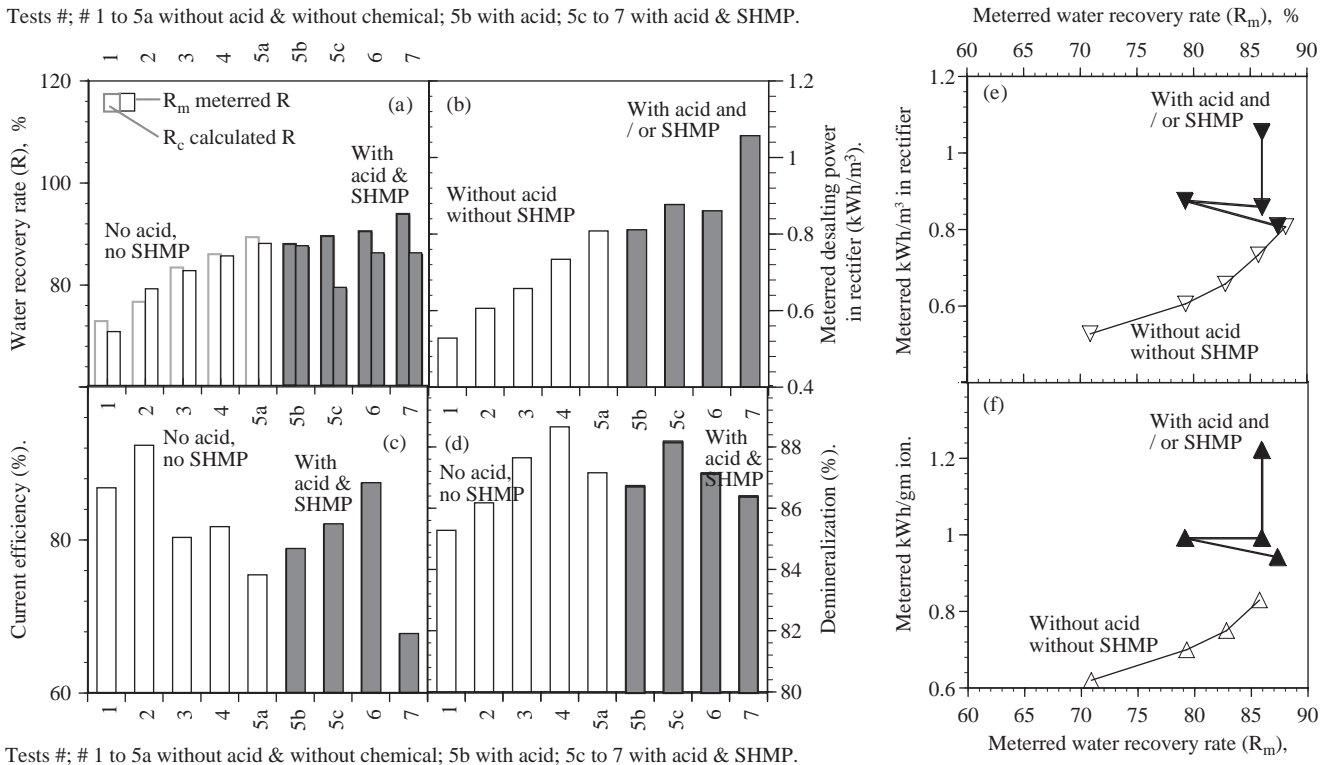 Tests #; # 1 to 5a without acid & without chemical; 5b with acid; 5c to 7 with acid & SHMP.
1 2 3 4 5a 5b 5c 6 7
120
100
80
60
Water recovery rate (R), %
Current efficiency (%).
(a)
R_m meterred R
R_c calculated R
With
acid &
SHMP
No acid,
no SHMP
1 2 3 4 5a 5b 5c 6 7
(b)
With acid and
/ or SHMP
Without acid
without SHMP
1.2
1
0.8
0.6
0.4
Meterred desalting power
in rectifier (kWh/m³).
1 2 3 4 5a 5b 5c 6 7
(c)
No acid,
no SHMP
With
acid &
SHMP
80
1 2 3 4 5a 5b 5c 6 7
(d)
No acid,
no SHMP
With
acid &
SHMP
88
86
84
82
80
Demineralization (%).
1 2 3 4 5a 5b 5c 6 7
Tests #; # 1 to 5a without acid & without chemical; 5b with acid; 5c to 7 with acid & SHMP.
Meterred water recovery rate (R_m), %
60 65 70 75 80 85 90
1.2
1
0.8
0.6
Meterred kWh/m³ in rectifier
(e)
With acid and
/ or SHMP
Without acid
without SHMP
(f)
With acid and
/ or SHMP
Without acid
without SHMP
1.2
1
0.8
0.6
Meterred kWh/gm ion.
60 65 70 75 80 85 90
Meterred water recovery rate (R_m),